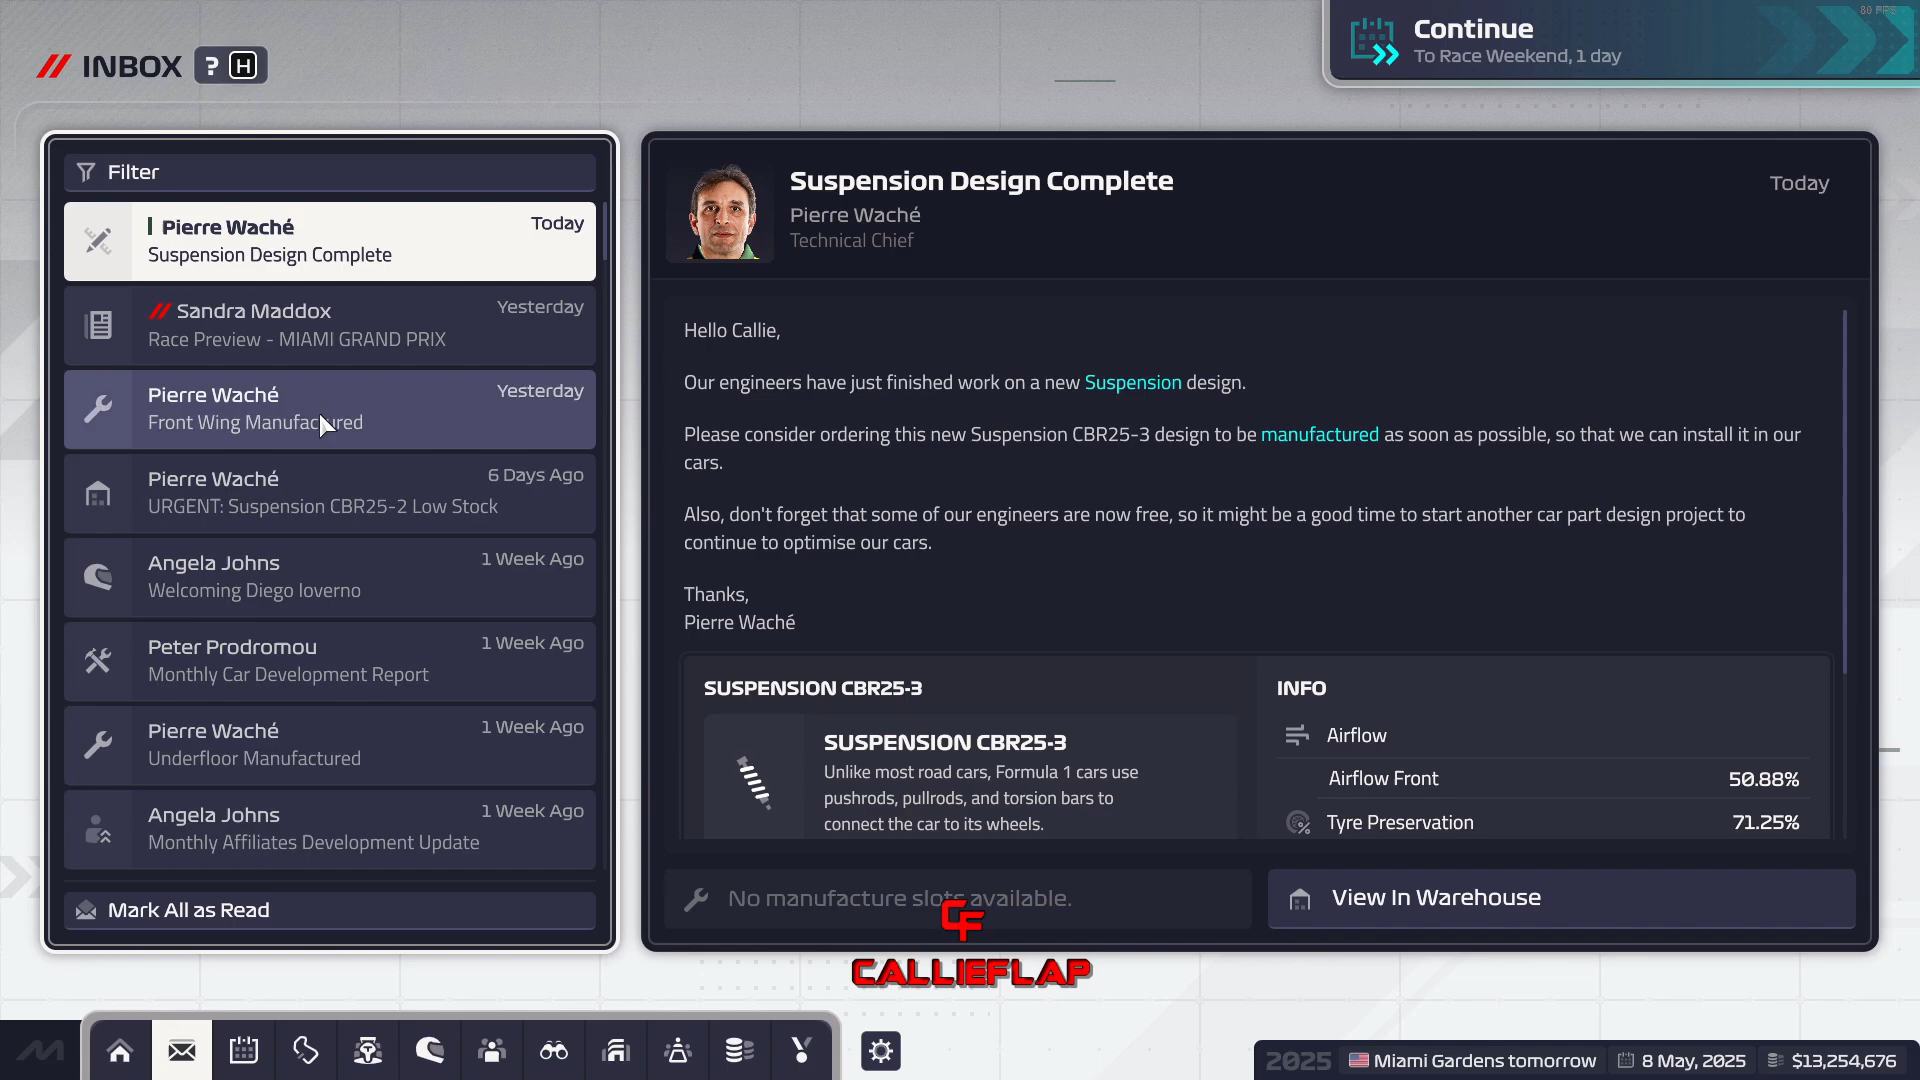 80 FPS
INBOX ? H
Continue
To Race Weekend, 1 day
Filter
Pierre Waché
Today
Suspension Design Complete
Sandra Maddox
Yesterday
Race Preview - MIAMI GRAND PRIX
Pierre Waché
Yesterday
Front Wing Manufactured
Pierre Waché
6 Days Ago
URGENT: Suspension CBR25-2 Low Stock
Angela Johns
1 Week Ago
Welcoming Diego Ioverno
Peter Prodromou
1 Week Ago
Monthly Car Development Report
Pierre Waché
1 Week Ago
Underfloor Manufactured
Angela Johns
1 Week Ago
Monthly Affiliates Development Update
Mark All as Read
Suspension Design Complete
Today
Pierre Waché
Technical Chief
Hello Callie,
Our engineers have just finished work on a new Suspension design.
Please consider ordering this new Suspension CBR25-3 design to be manufactured as soon as possible, so that we can install it in our
cars.
Also, don't forget that some of our engineers are now free, so it might be a good time to start another car part design project to
continue to optimise our cars.
Thanks,
Pierre Waché
SUSPENSION CBR25-3
SUSPENSION CBR25-3
Unlike most road cars, Formula 1 cars use
pushrods, pullrods, and torsion bars to
connect the car to its wheels.
INFO
Airflow
Airflow Front 50.88%
Tyre Preservation 71.25%
No manufacture slots available.
View In Warehouse
CF
CALLIEFLAP
2025 Miami Gardens tomorrow 8 May, 2025 $13,254,676